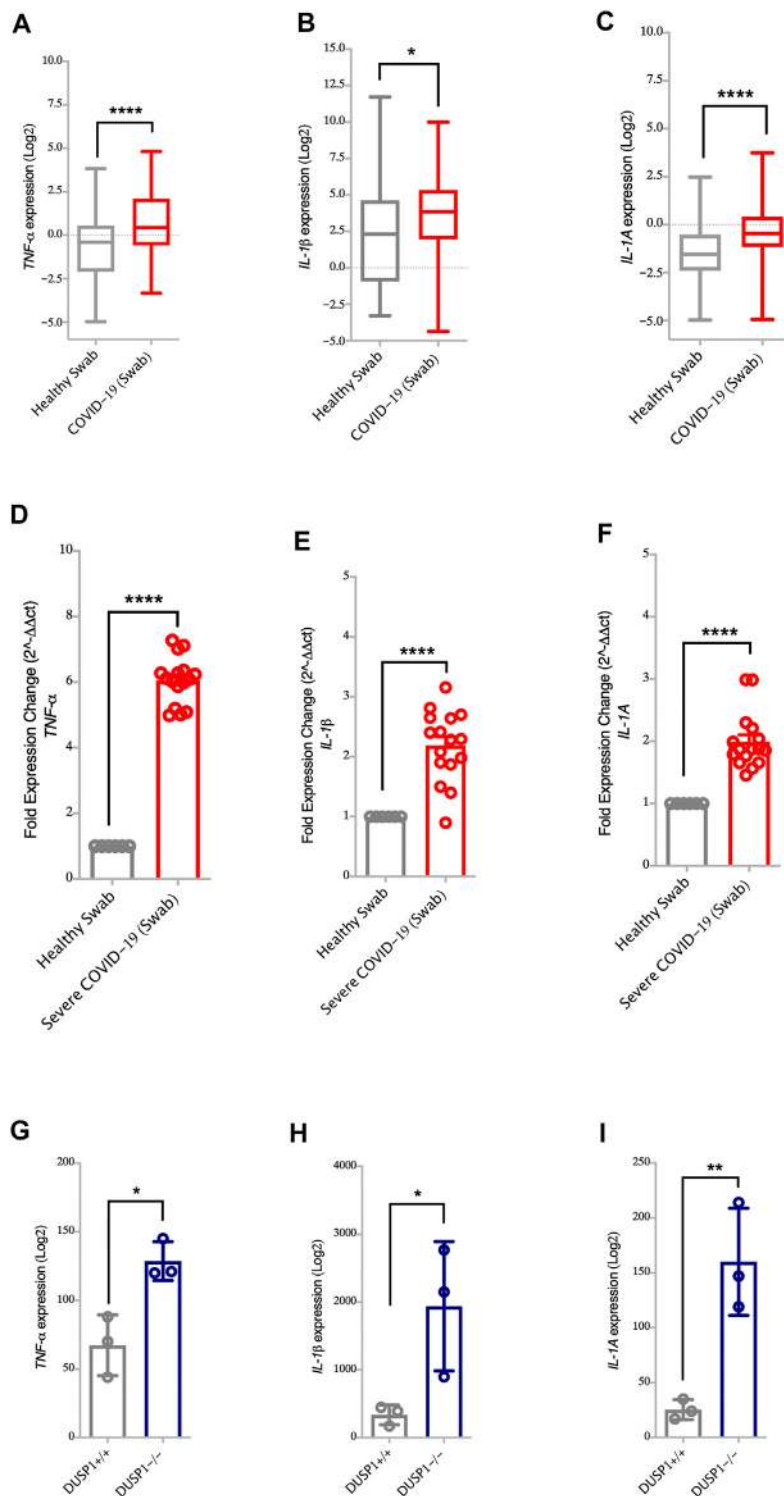 A
TNF-α expression (Log2)
10.0
7.5
5.0
2.5
0.0
−2.5
−5.0
****
Healthy Swab
COVID−19 (Swab)
B
IL-1β expression (Log2)
15.0
12.5
10.0
7.5
5.0
2.5
0.0
−2.5
−5.0
*
Healthy Swab
COVID−19 (Swab)
C
IL-1A expression (Log2)
10.0
7.5
5.0
2.5
0.0
−2.5
−5.0
****
Healthy Swab
COVID−19 (Swab)
D
Fold Expression Change (2^-ΔΔct)
TNF-α
10
8
6
4
2
0
****
Healthy Swab
Severe COVID−19 (Swab)
E
Fold Expression Change (2^-ΔΔct)
IL-1β
5
4
3
2
1
0
****
Healthy Swab
Severe COVID−19 (Swab)
F
Fold Expression Change (2^-ΔΔct)
IL-1A
5
4
3
2
1
0
****
Healthy Swab
Severe COVID−19 (Swab)
G
TNF-α expression (Log2)
200
150
100
50
0
*
DUSP1+/+
DUSP1−/−
H
IL-1β expression (Log2)
4000
3000
2000
1000
0
*
DUSP1+/+
DUSP1−/−
I
IL-1A expression (Log2)
250
200
150
100
50
0
**
DUSP1+/+
DUSP1−/−